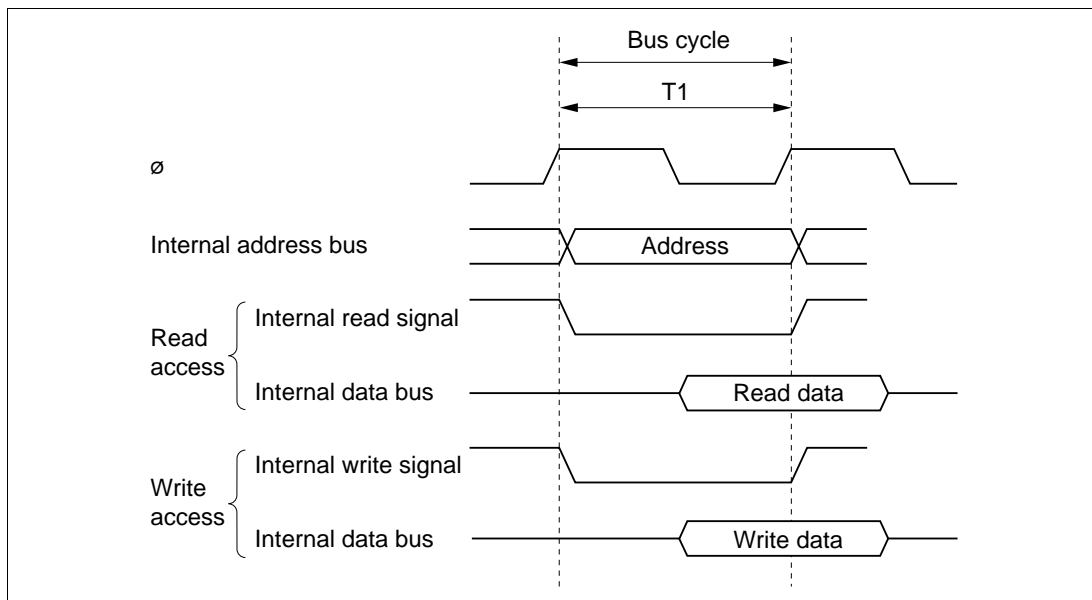 Bus cycle
T1
ø
Internal address bus
Address
Read
access
Internal read signal
Internal data bus
Read data
Write
access
Internal write signal
Internal data bus
Write data